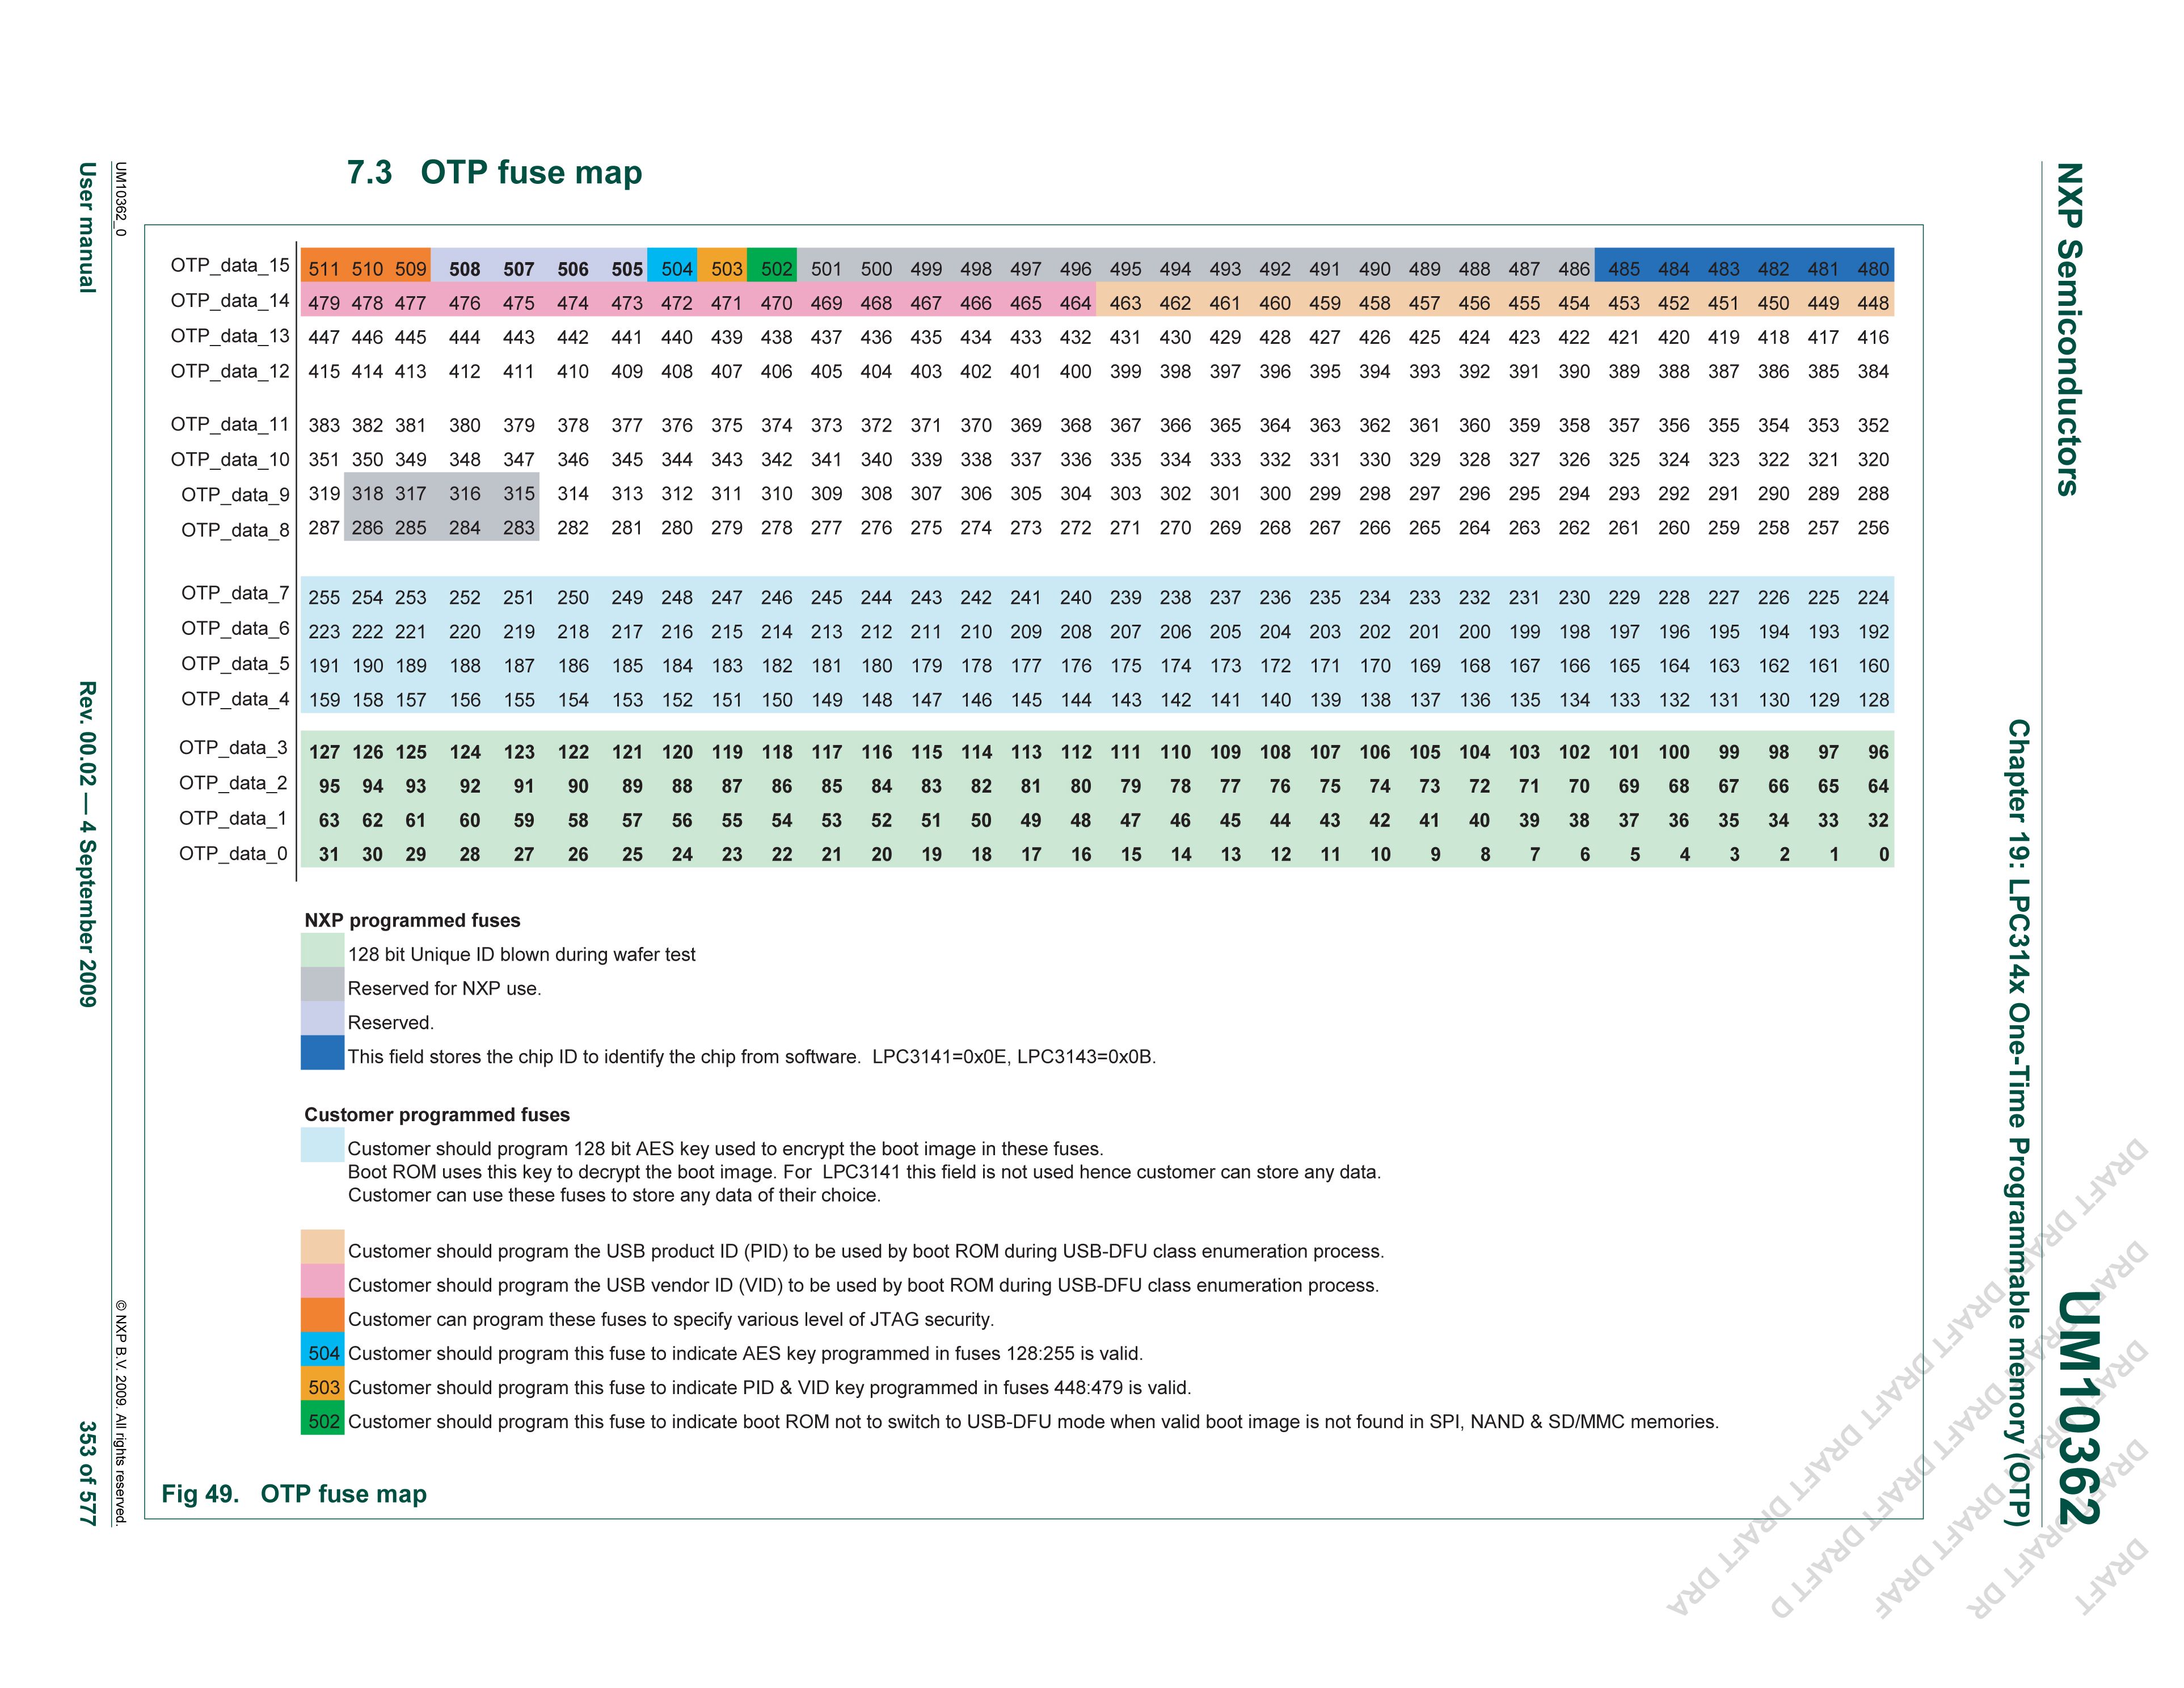 NXP Semiconductors
UM10362
Chapter 19: LPC314x One-Time Programmable memory (OTP)
7.3 OTP fuse map
OTP_data_15 511 510 509 508 507 506 505 504 503 502 501 500 499 498 497 496 495 494 493 492 491 490 489 488 487 486 485 484 483 482 481 480
OTP_data_14 479 478 477 476 475 474 473 472 471 470 469 468 467 466 465 464 463 462 461 460 459 458 457 456 455 454 453 452 451 450 449 448
OTP_data_13 447 446 445 444 443 442 441 440 439 438 437 436 435 434 433 432 431 430 429 428 427 426 425 424 423 422 421 420 419 418 417 416
OTP_data_12 415 414 413 412 411 410 409 408 407 406 405 404 403 402 401 400 399 398 397 396 395 394 393 392 391 390 389 388 387 386 385 384
OTP_data_11 383 382 381 380 379 378 377 376 375 374 373 372 371 370 369 368 367 366 365 364 363 362 361 360 359 358 357 356 355 354 353 352
OTP_data_10 351 350 349 348 347 346 345 344 343 342 341 340 339 338 337 336 335 334 333 332 331 330 329 328 327 326 325 324 323 322 321 320
OTP_data_9 319 318 317 316 315 314 313 312 311 310 309 308 307 306 305 304 303 302 301 300 299 298 297 296 295 294 293 292 291 290 289 288
OTP_data_8 287 286 285 284 283 282 281 280 279 278 277 276 275 274 273 272 271 270 269 268 267 266 265 264 263 262 261 260 259 258 257 256
OTP_data_7 255 254 253 252 251 250 249 248 247 246 245 244 243 242 241 240 239 238 237 236 235 234 233 232 231 230 229 228 227 226 225 224
OTP_data_6 223 222 221 220 219 218 217 216 215 214 213 212 211 210 209 208 207 206 205 204 203 202 201 200 199 198 197 196 195 194 193 192
OTP_data_5 191 190 189 188 187 186 185 184 183 182 181 180 179 178 177 176 175 174 173 172 171 170 169 168 167 166 165 164 163 162 161 160
OTP_data_4 159 158 157 156 155 154 153 152 151 150 149 148 147 146 145 144 143 142 141 140 139 138 137 136 135 134 133 132 131 130 129 128
OTP_data_3 127 126 125 124 123 122 121 120 119 118 117 116 115 114 113 112 111 110 109 108 107 106 105 104 103 102 101 100 99 98 97 96
OTP_data_2 95 94 93 92 91 90 89 88 87 86 85 84 83 82 81 80 79 78 77 76 75 74 73 72 71 70 69 68 67 66 65 64
OTP_data_1 63 62 61 60 59 58 57 56 55 54 53 52 51 50 49 48 47 46 45 44 43 42 41 40 39 38 37 36 35 34 33 32
OTP_data_0 31 30 29 28 27 26 25 24 23 22 21 20 19 18 17 16 15 14 13 12 11 10 9 8 7 6 5 4 3 2 1 0
NXP programmed fuses
128 bit Unique ID blown during wafer test
Reserved for NXP use.
Reserved.
This field stores the chip ID to identify the chip from software. LPC3141=0x0E, LPC3143=0x0B.
Customer programmed fuses
Customer should program 128 bit AES key used to encrypt the boot image in these fuses.
Boot ROM uses this key to decrypt the boot image. For LPC3141 this field is not used hence customer can store any data.
Customer can use these fuses to store any data of their choice.
Customer should program the USB product ID (PID) to be used by boot ROM during USB-DFU class enumeration process.
Customer should program the USB vendor ID (VID) to be used by boot ROM during USB-DFU class enumeration process.
Customer can program these fuses to specify various level of JTAG security.
504 Customer should program this fuse to indicate AES key programmed in fuses 128:255 is valid.
503 Customer should program this fuse to indicate PID & VID key programmed in fuses 448:479 is valid.
502 Customer should program this fuse to indicate boot ROM not to switch to USB-DFU mode when valid boot image is not found in SPI, NAND & SD/MMC memories.
Fig 49. OTP fuse map
UM10362_0
© NXP B.V. 2009. All rights reserved.
User manual
Rev. 00.02 — 4 September 2009
353 of 577
DRAFT DRAFT DRAFT DRAFT DRAFT DRA
DRAFT DRAFT DRAFT DRAFT D
DRAFT DRAFT DRAFT DRAF
DRAFT DRAFT DR
DRAFT